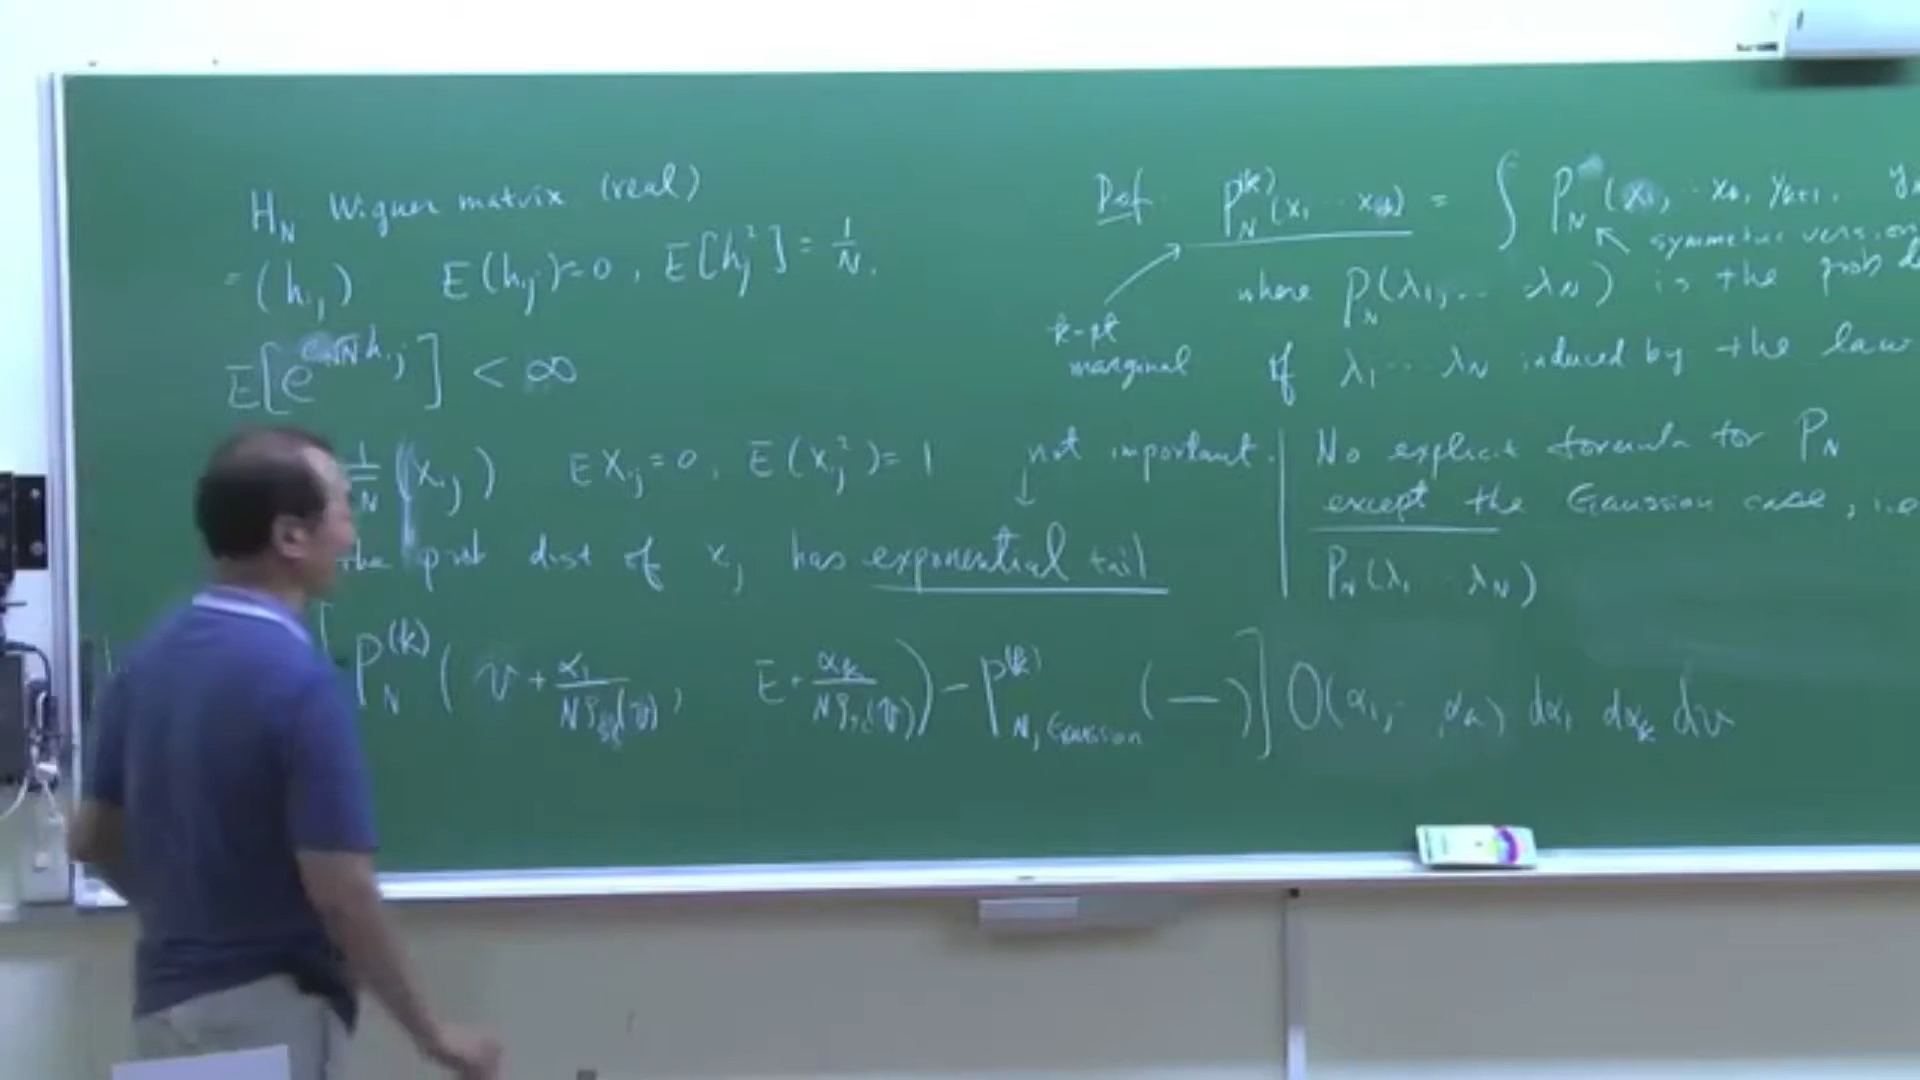 H_N Wigner matrix (real)
= (h_ij) E(h_ij)=0, E[h_ij^2] = 1/N.
E[e^{√N h_ij}] < ∞
1/N (x_ij) E x_ij = 0, E(x_ij^2) = 1
the prob dist of x_ij has exponential tail
not important.
↓
[ P_N^(k) ( v + α_1/(Nρ_sc(v)), E + α_k/(Nρ_sc(v)) ) - P^(k)_{N, Gaussian} (—) ] O(α_1, α_k) dα_1 dα_k dv
Def. P_N^(k) (x_1 ... x_k) = ∫ P_N (x_1, .. x_k, y_{k+1},
symmetric version
where P_N(λ_1, ... λ_N) is the prob
k-pt
marginal
of λ_1 ... λ_N induced by the law
No explicit formula for P_N
except the Gaussian case, i.e
P_N(λ_1 .. λ_N)